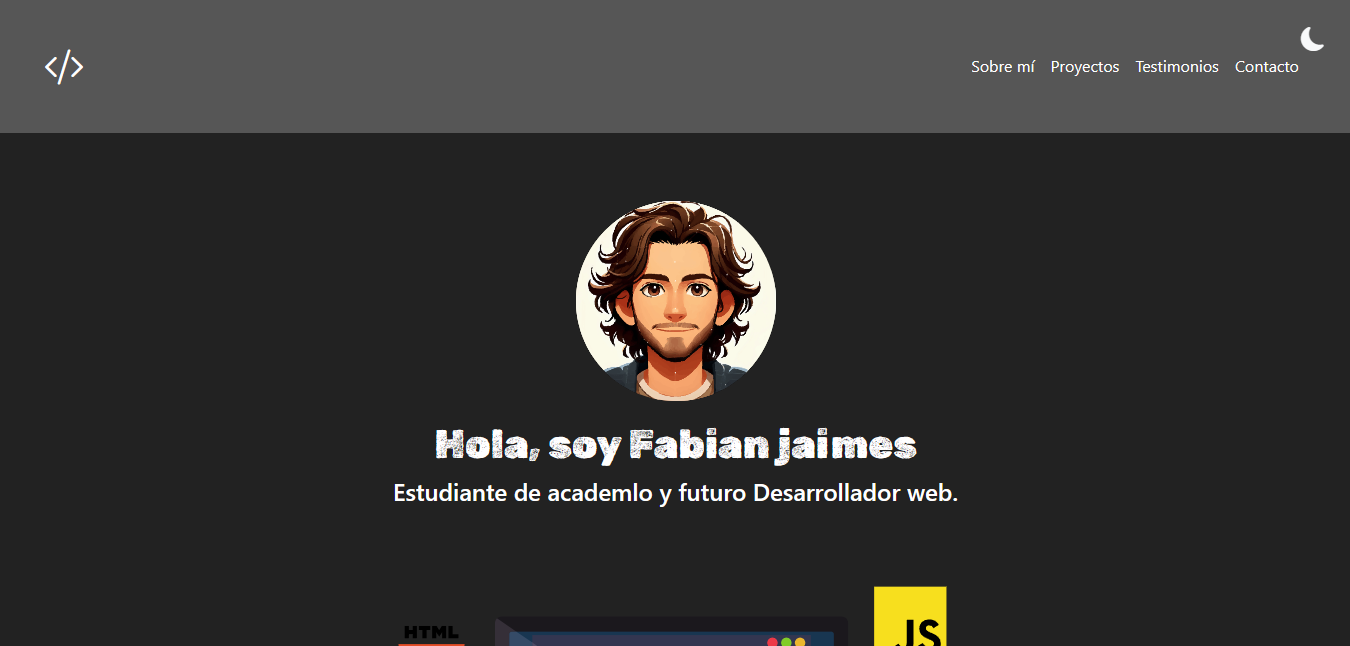 </>
Sobre mí Proyectos Testimonios Contacto
Hola, soy Fabian jaimes
Estudiante de academlo y futuro Desarrollador web.
HTML
JS